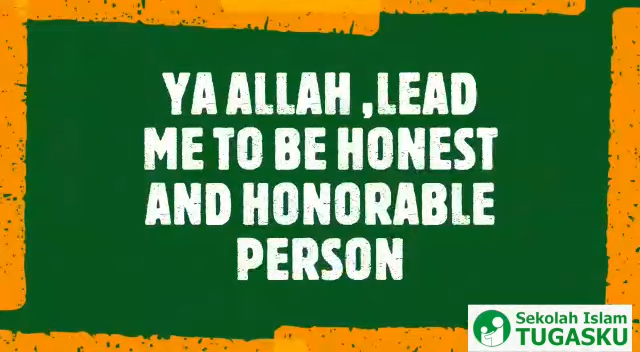 YA ALLAH ,LEAD
ME TO BE HONEST
AND HONORABLE
PERSON
Sekolah Islam
TUGASKU